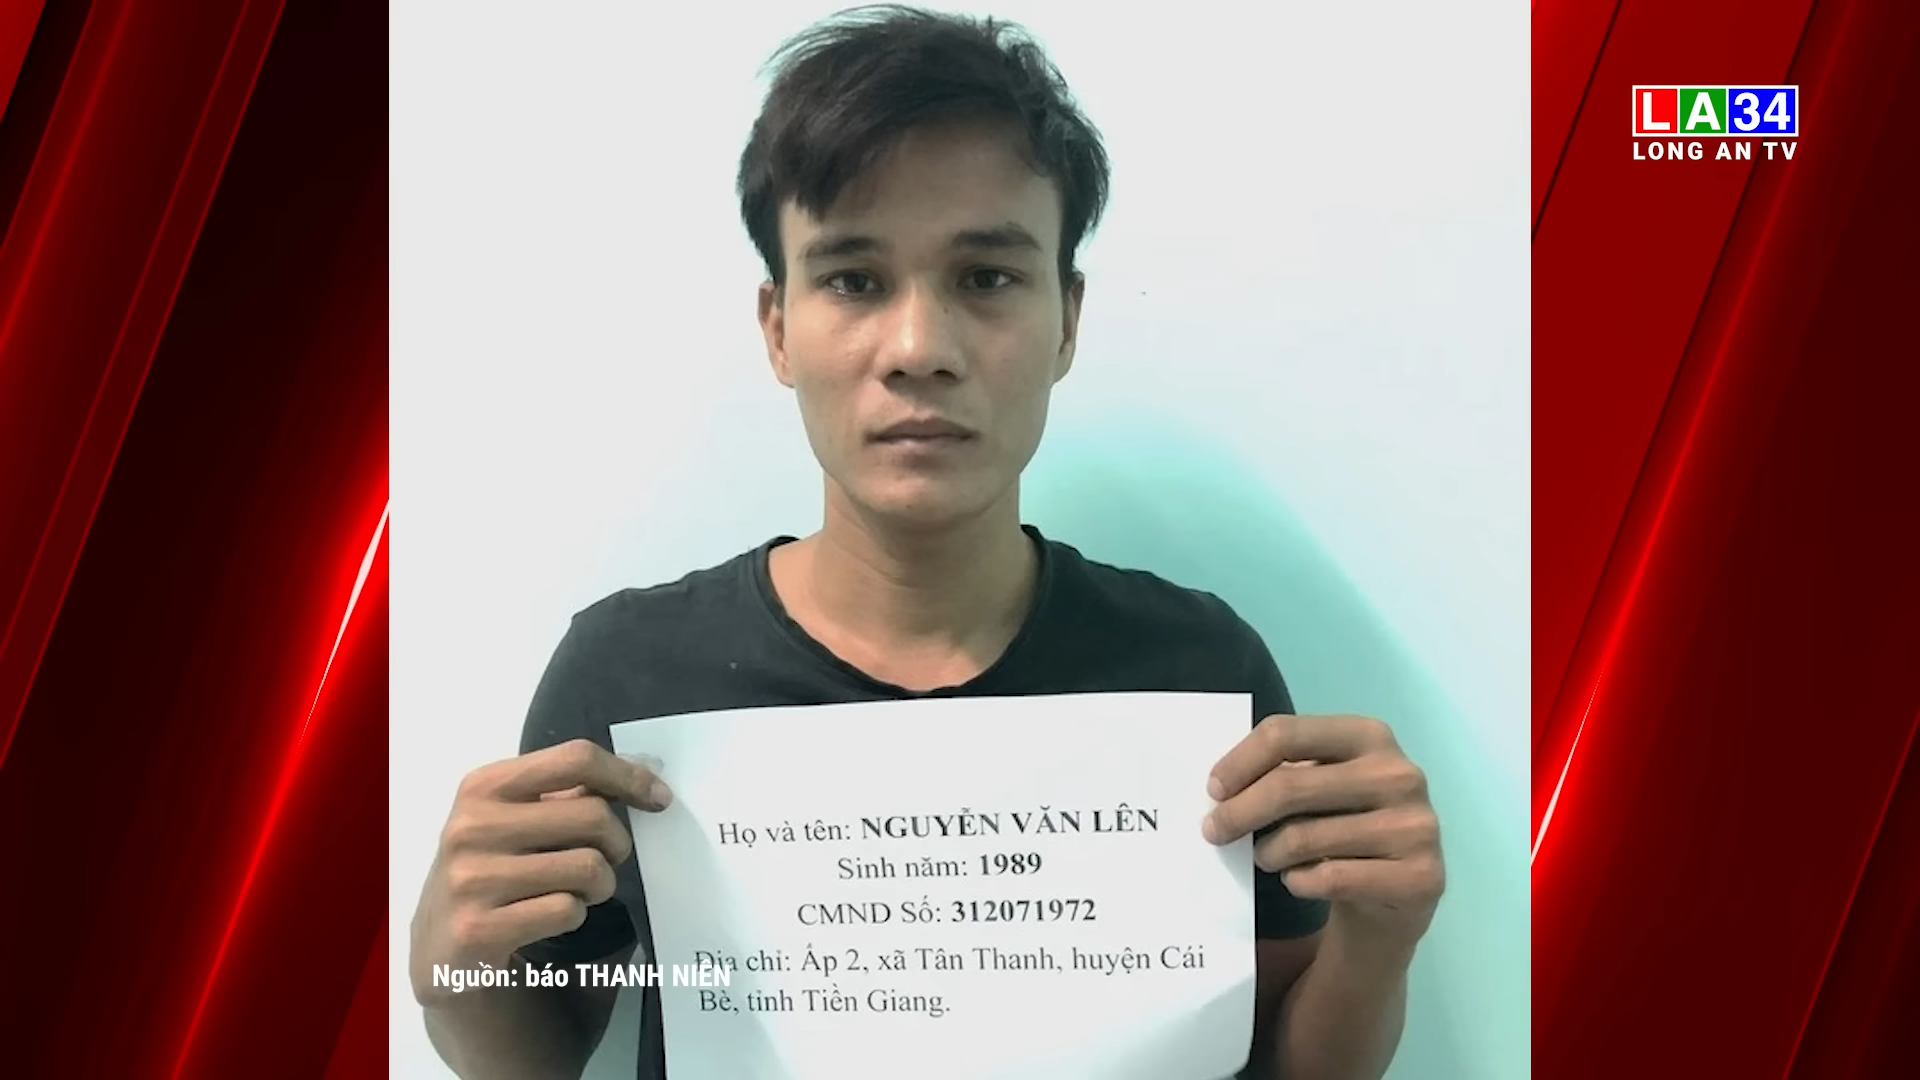 LA34
LONG AN TV
Họ và tên: NGUYỄN VĂN LÊN
Sinh năm: 1989
CMND Số: 312071972
Địa chỉ: Ấp 2, xã Tân Thanh, huyện Cái
Bè, tỉnh Tiền Giang.
Nguồn: báo THANH NIÊN